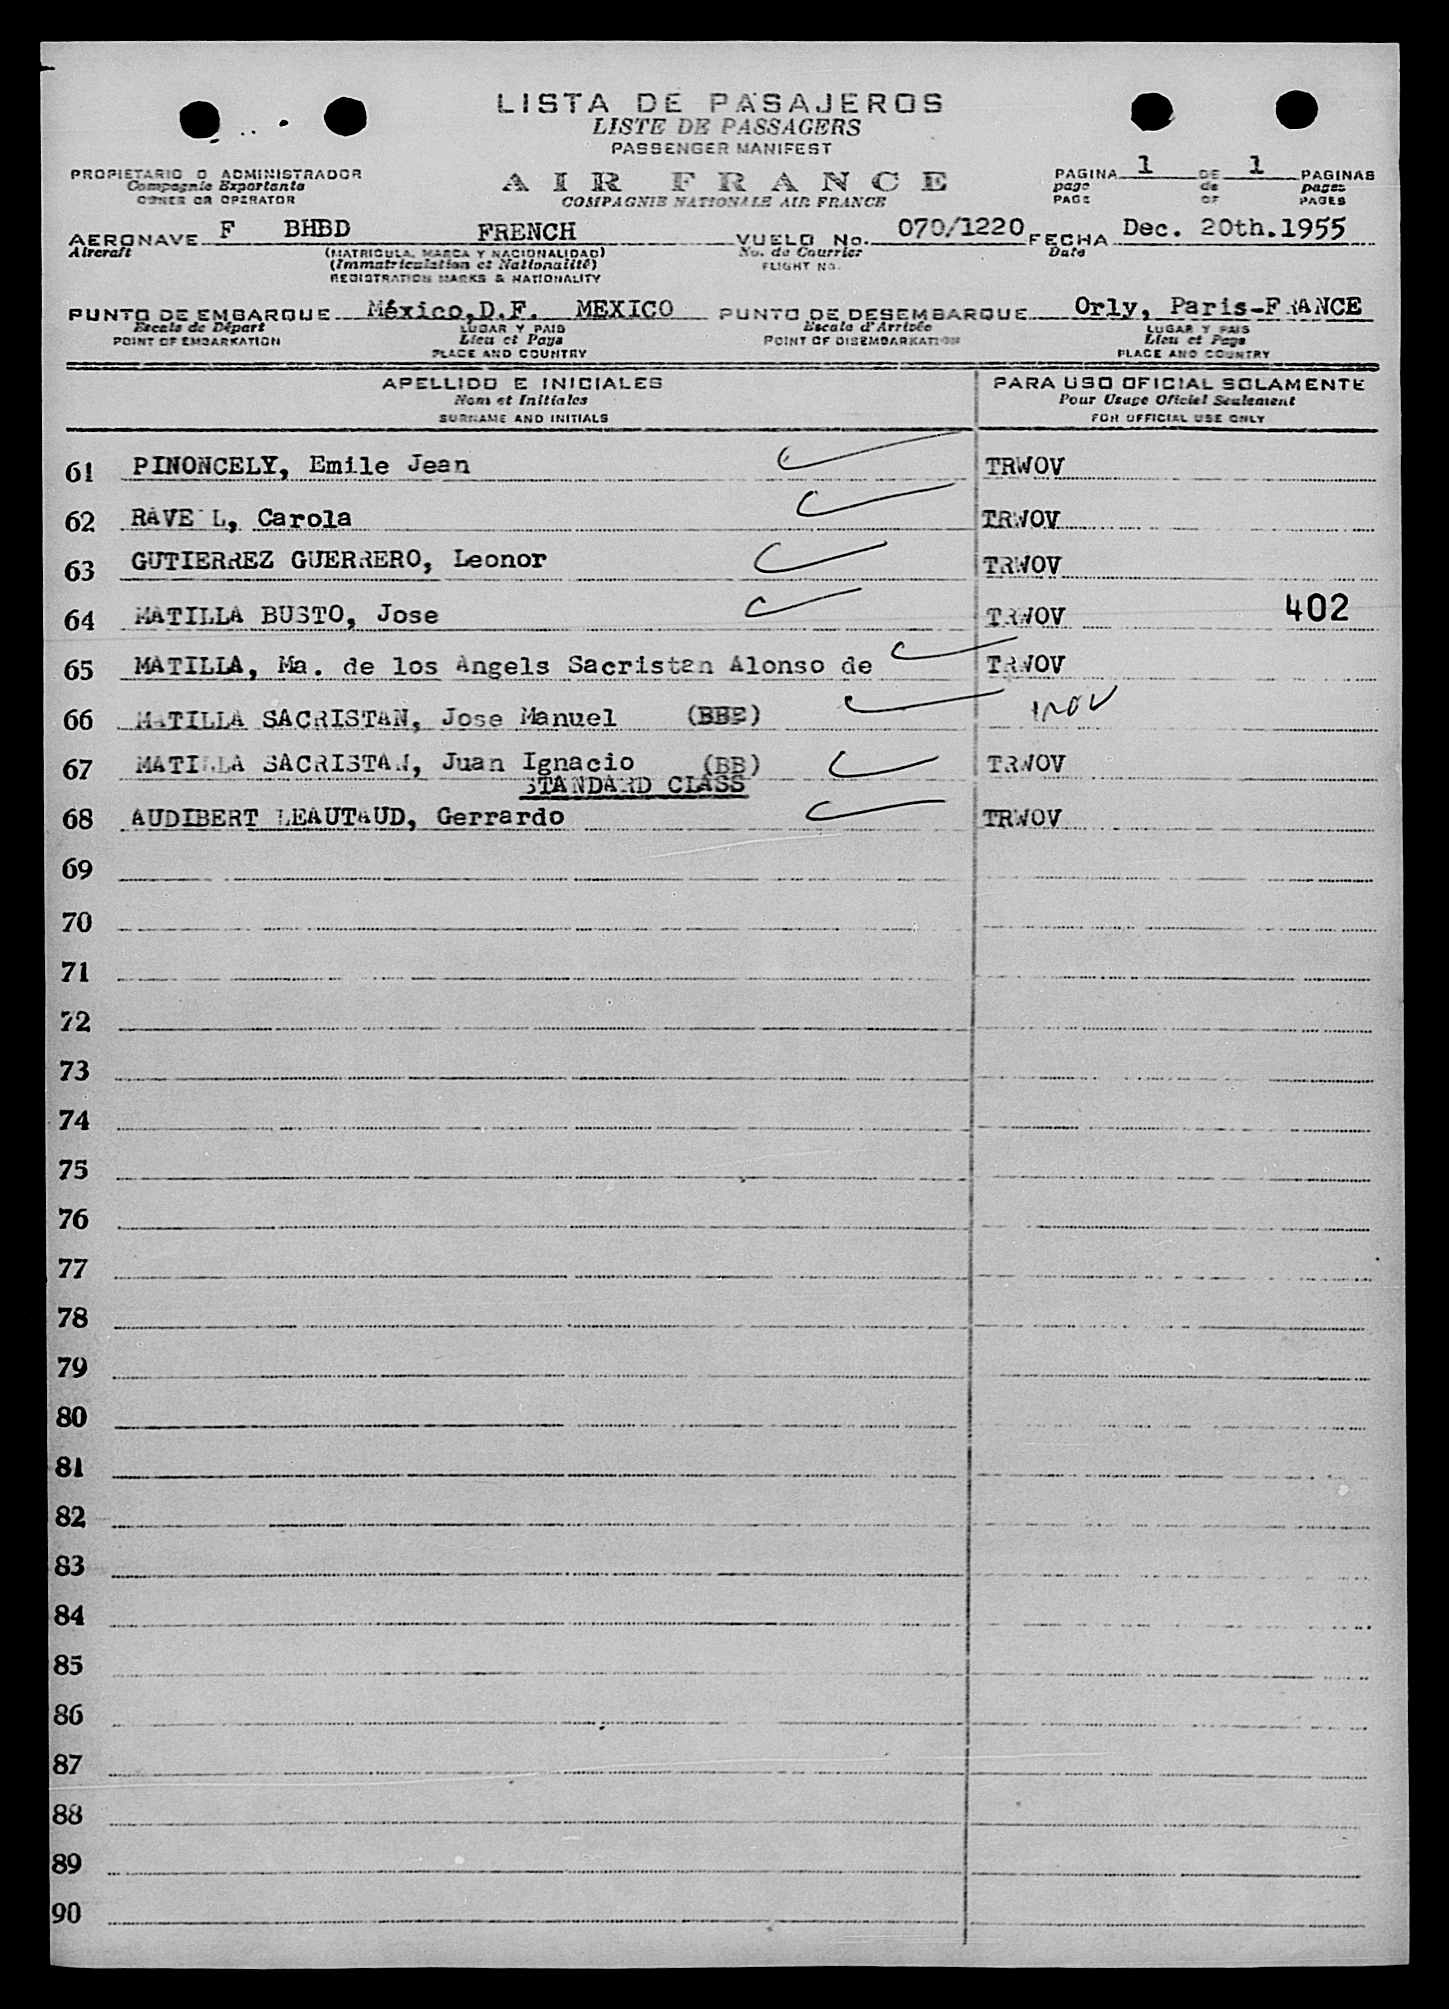 LISTA DE PASAJEROS
LISTE DE PASSAGERS
PASSENGER MANIFEST
PROPIETARIO O ADMINISTRADOR
Compagnie Exportante
OWNER OR OPERATOR
AIR FRANCE
COMPAGNIE NATIONALE AIR FRANCE
PAGINA 1 DE 1 PAGINAS
page de pages
PAGE OF PAGES
AERONAVE F BHBD FRENCH VUELO No. 070/1220 FECHA Dec. 20th.1955
Aircraft (MATRICULA, MARCA Y NACIONALIDAD) No. de Courrier Date
(Immatriculation et Nationalité) FLIGHT NO.
REGISTRATION MARKS & NATIONALITY
PUNTO DE EMBARQUE México,D.F. MEXICO PUNTO DE DESEMBARQUE Orly, Paris-FRANCE
Escale de Départ LUGAR Y PAIS Escale d'Arrivée LUGAR Y PAIS
POINT OF EMBARKATION Lieu et Pays POINT OF DISEMBARKATION Lieu et Pays
PLACE AND COUNTRY PLACE AND COUNTRY
APELLIDO E INICIALES PARA USO OFICIAL SOLAMENTE
Nom et Initiales Pour Usage Oficiel Seulement
SURNAME AND INITIALS FOR OFFICIAL USE ONLY
61 PINONCELY, Emile Jean TRWOV
62 Carola TRWOV
63 GUTIERREZ GUERRERO, Leonor TRWOV
64 MATILLA BUSTO, Jose TRWOV 402
65 MATILLA, Ma. de los Angels Sacristan Alonso de TRWOV
66 MATILLA SACRISTAN, Jose Manuel (BBE)
67 MATILLA SACRISTAN, Juan Ignacio (BB) TRWOV
STANDARD CLASS
68 AUDIBERT LEAUTAUD, Gerrardo TRWOV
69
70
71
72
73
74
75
76
77
78
79
80
81
82
83
84
85
86
87
88
89
90